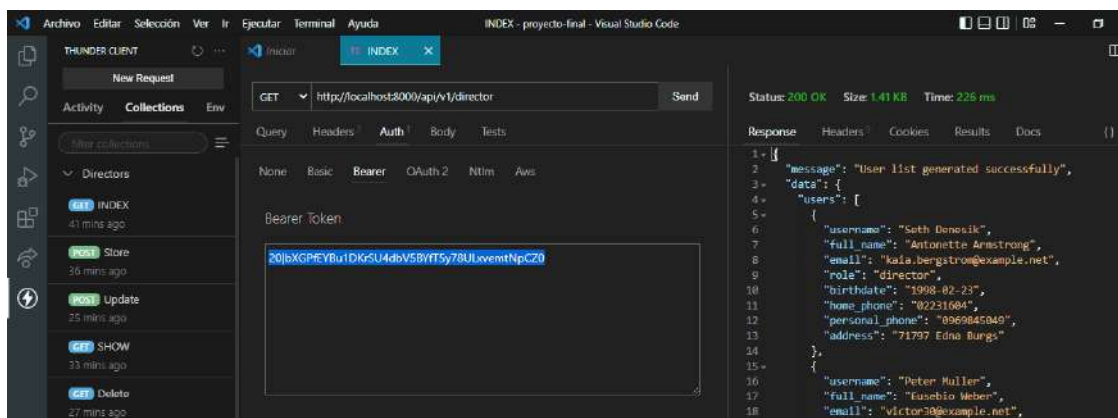 Archivo Editar Selección Ver Ir Ejecutar Terminal Ayuda INDEX - proyecto-final - Visual Studio Code
THUNDER CLIENT
New Request
Activity Collections Env
filter collections
Directors
GET INDEX
41 mins ago
POST Store
36 mins ago
POST Update
25 mins ago
GET SHOW
33 mins ago
GET Delete
27 mins ago
Iniciar
TC INDEX ×
GET http://localhost:8000/api/v1/director Send
Query Headers 1 Auth 1 Body Tests
None Basic Bearer OAuth 2 Ntlm Aws
Bearer Token
20|bXGPfEYBu1DKrSU4dbV5BYfTSy78ULxvemtNpCZ0
Status: 200 OK Size: 1.41 KB Time: 226 ms
Response Headers Cookies Results Docs {}
1 {
2 "message": "User list generated successfully",
3 "data": {
4 "users": [
5 {
6 "username": "Seth Denesik",
7 "full_name": "Antonette Armstrong",
8 "email": "kaia.bergstrom@example.net",
9 "role": "director",
10 "birthdate": "1998-02-23",
11 "home_phone": "02231604",
12 "personal_phone": "0969845049",
13 "address": "71797 Edna Burgs"
14 },
15 {
16 "username": "Peter Muller",
17 "full_name": "Eusebio Weber",
18 "email": "victor30@example.net",